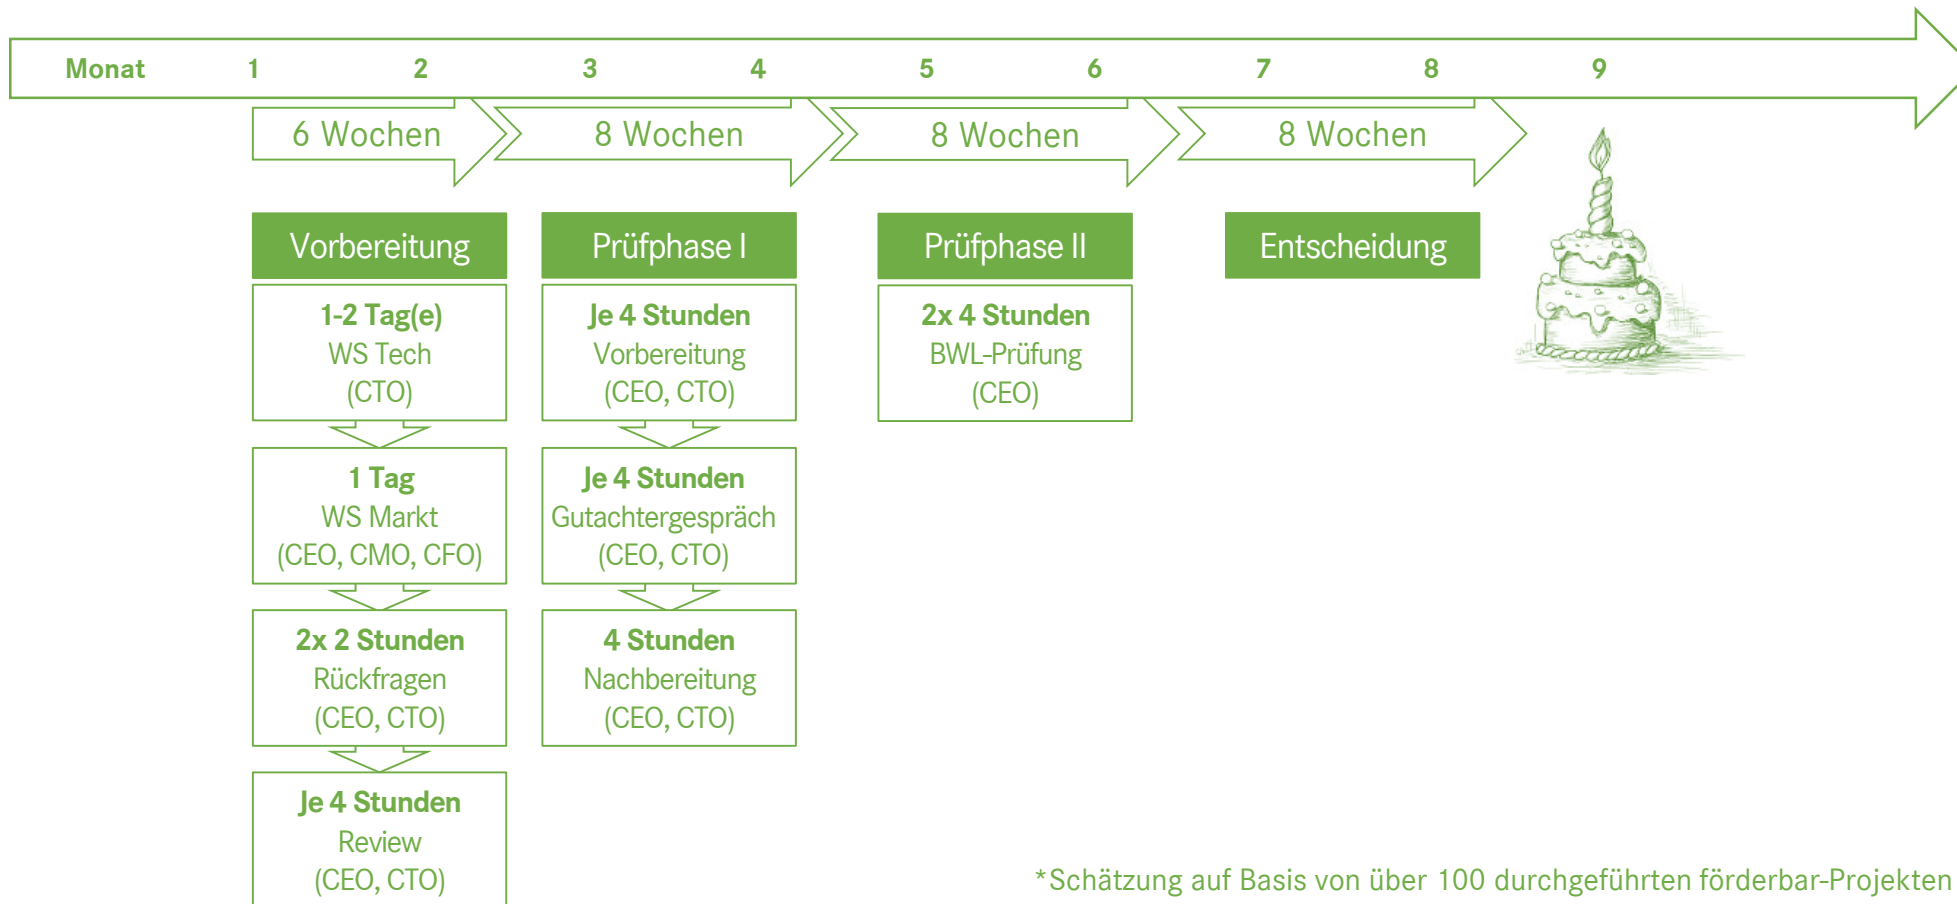 Monat 1 2 3 4 5 6 7 8 9
6 Wochen
8 Wochen
8 Wochen
8 Wochen
Vorbereitung
1-2 Tag(e)
WS Tech
(CTO)
1 Tag
WS Markt
(CEO, CMO, CFO)
2x 2 Stunden
Rückfragen
(CEO, CTO)
Je 4 Stunden
Review
(CEO, CTO)
Prüfphase I
Je 4 Stunden
Vorbereitung
(CEO, CTO)
Je 4 Stunden
Gutachtergespräch
(CEO, CTO)
4 Stunden
Nachbereitung
(CEO, CTO)
Prüfphase II
2x 4 Stunden
BWL-Prüfung
(CEO)
Entscheidung
*Schätzung auf Basis von über 100 durchgeführten förderbar-Projekten